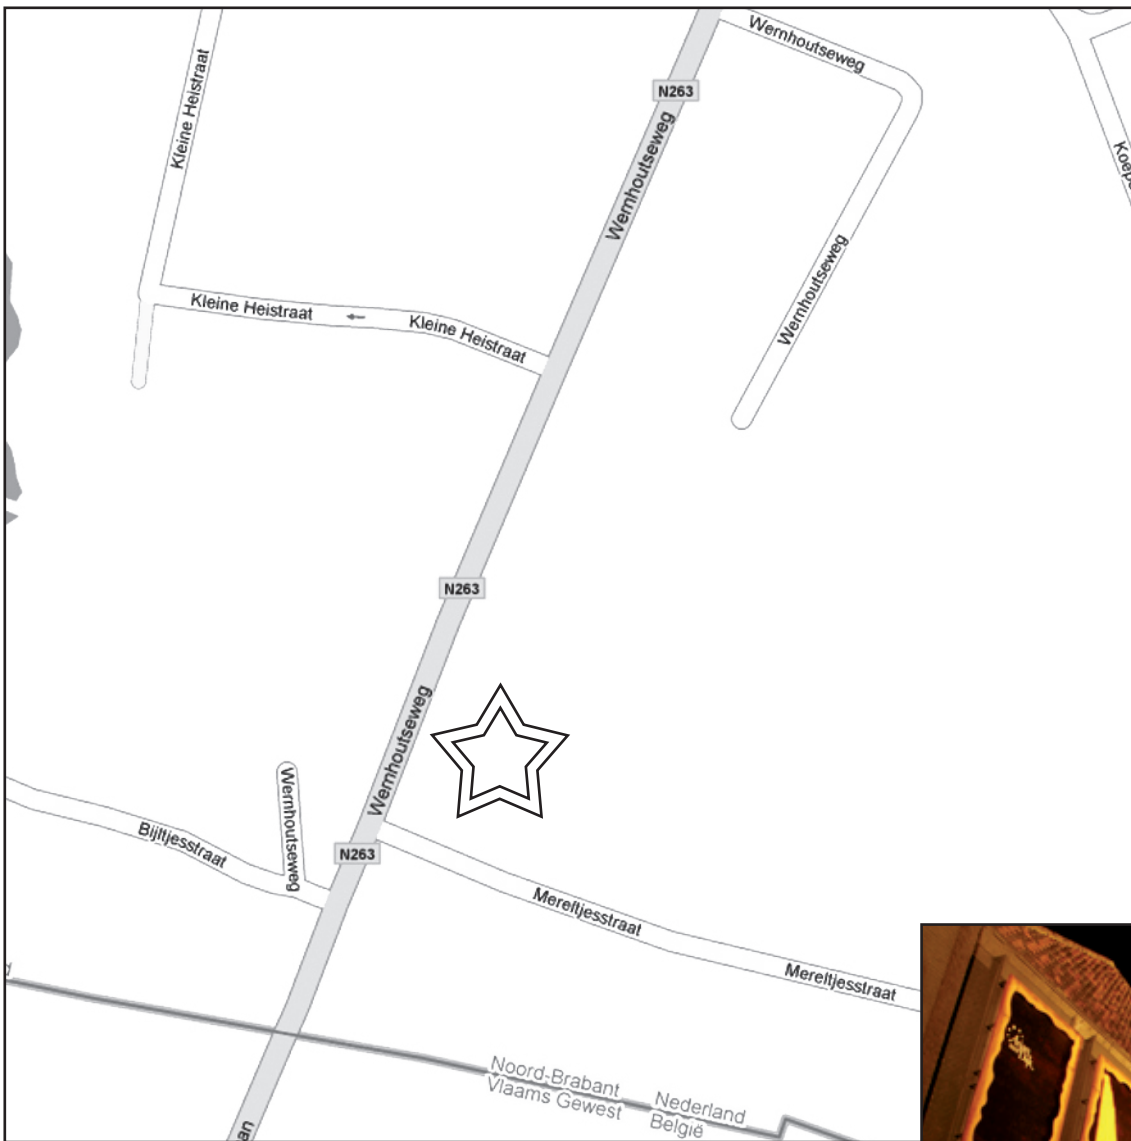 Wernhoutseweg
Kleine Heistraat
N263
Wernhoutseweg
Wernhoutseweg
Kleine Heistraat
Kleine Heistraat
N263
Wernhoutseweg
Wernhoutseweg
Bijltjesstraat
N263
Mereltjesstraat
Mereltjesstraat
Noord-Brabant
Vlaams Gewest
Nederland
België